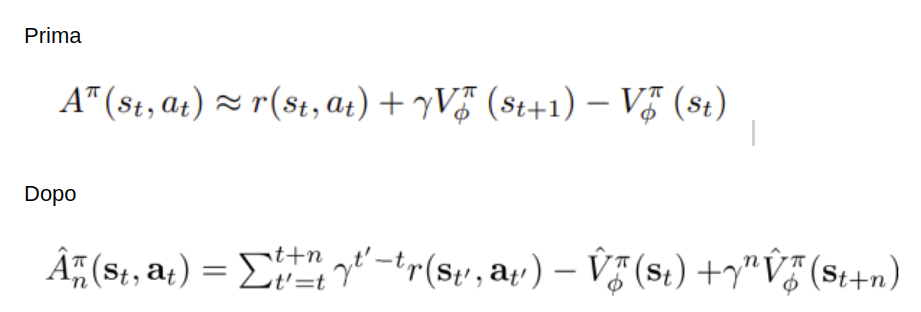 Prima
A^π(s_t, a_t) ≈ r(s_t, a_t) + γV_ϕ^π (s_{t+1}) − V_ϕ^π (s_t)
Dopo
Â_n^π(𝐬_t, 𝐚_t) = ∑_{t'=t}^{t+n} γ^{t'−t} r(𝐬_{t'}, 𝐚_{t'}) − V̂_ϕ^π(𝐬_t) +γ^n V̂_ϕ^π(𝐬_{t+n})